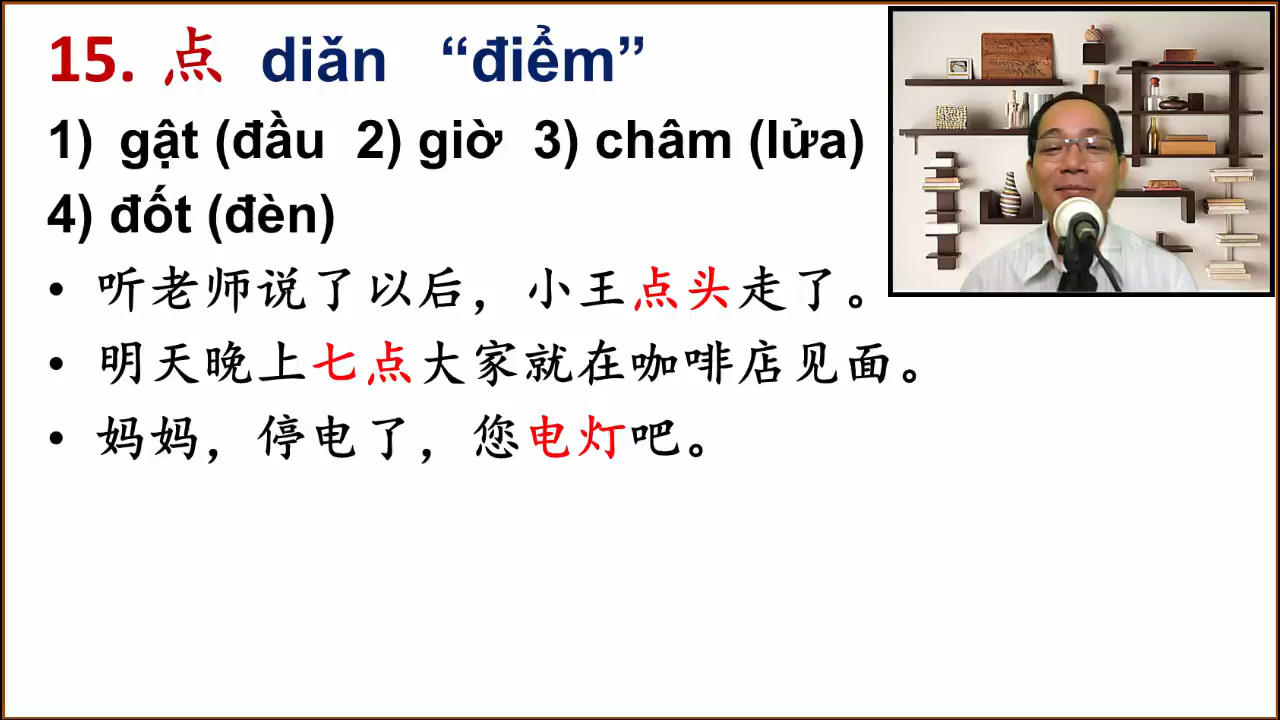 15. 点 diǎn “điểm”
1) gật (đầu 2) giờ 3) châm (lửa)
4) đốt (đèn)
• 听老师说了以后，小王点头走了。
• 明天晚上七点大家就在咖啡店见面。
• 妈妈，停电了，您电灯吧。